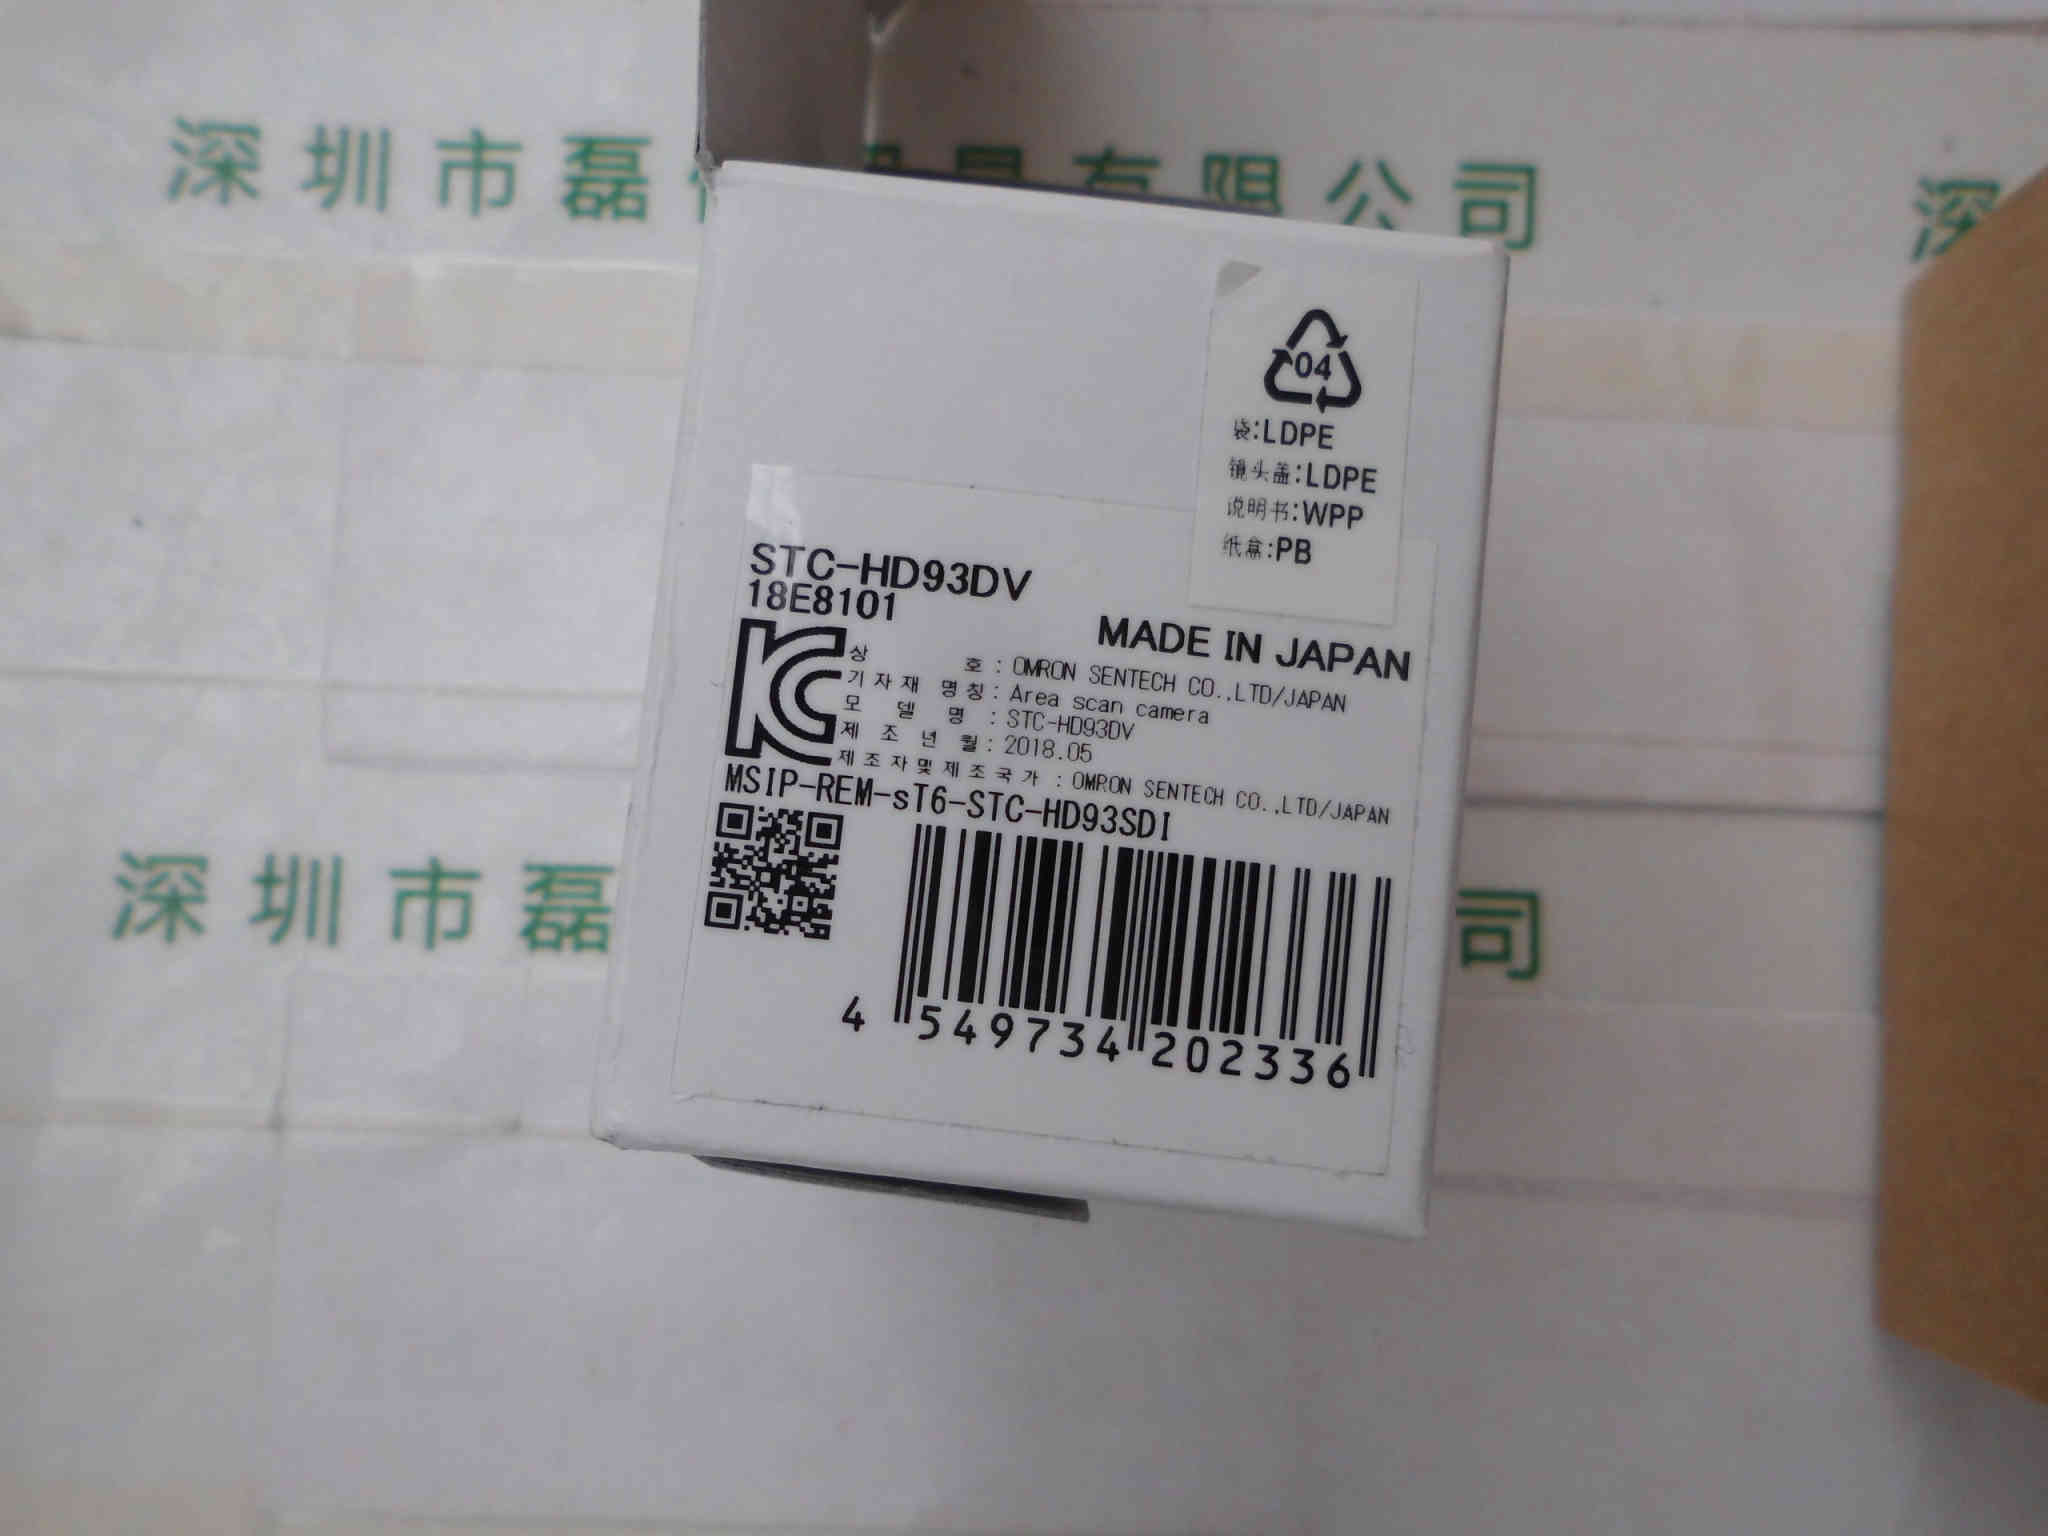 深圳市磊
有限公司
深
04
袋:LDPE
镜头盖:LDPE
说明书:WPP
纸盒:PB
STC-HD93DV
18E8101
MADE IN JAPAN
상 호 : OMRON SENTECH CO.,LTD/JAPAN
기자재 명칭 : Area scan camera
모 델 명 : STC-HD93DV
제 조 년 월 : 2018.05
제조자및제조국가 : OMRON SENTECH CO.,LTD/JAPAN
MSIP-REM-sT6-STC-HD93SDI
4 549734 202336
深圳市磊
司